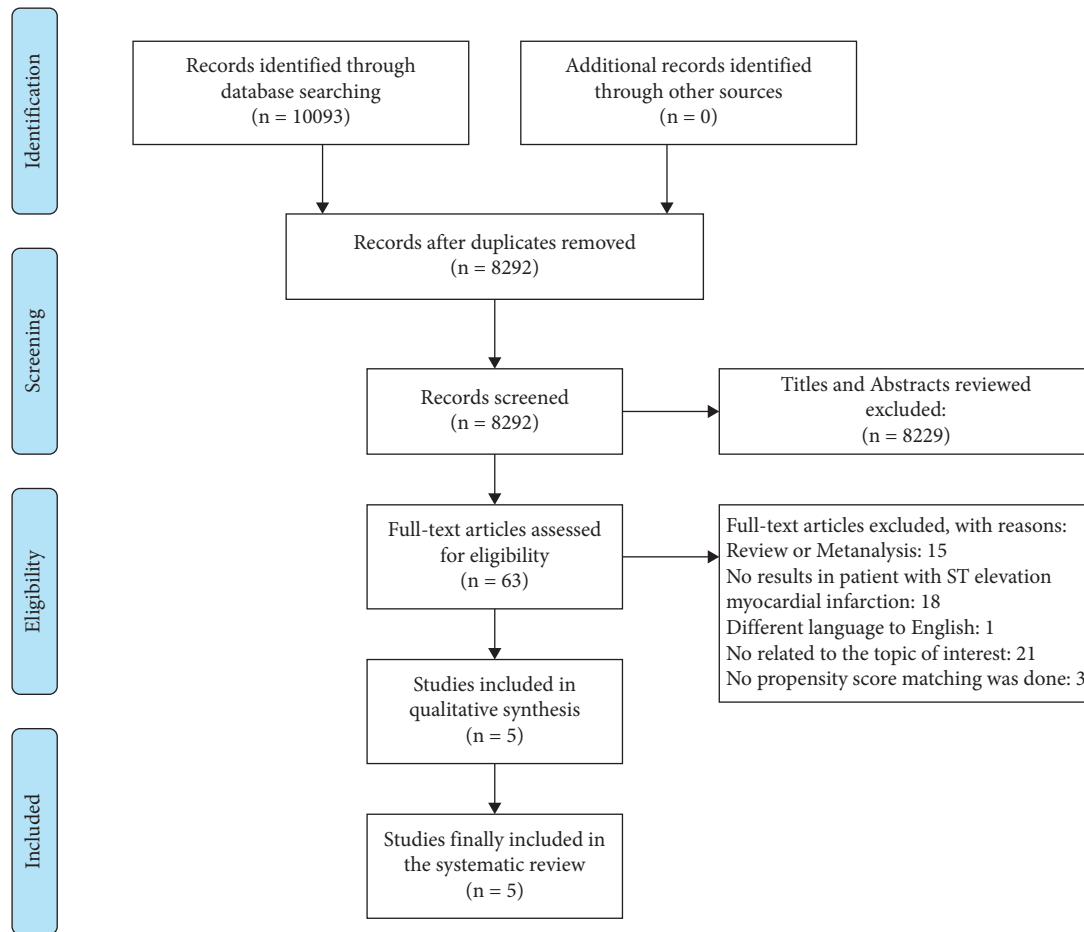 Identification
Records identified through
database searching
(n = 10093)
Additional records identified
through other sources
(n = 0)
Records after duplicates removed
(n = 8292)
Screening
Records screened
(n = 8292)
Titles and Abstracts reviewed
excluded:
(n = 8229)
Eligibility
Full-text articles assessed
for eligibility
(n = 63)
Full-text articles excluded, with reasons:
Review or Metanalysis: 15
No results in patient with ST elevation
myocardial infarction: 18
Different language to English: 1
No related to the topic of interest: 21
No propensity score matching was done: 3
Studies included in
qualitative synthesis
(n = 5)
Included
Studies finally included in
the systematic review
(n = 5)